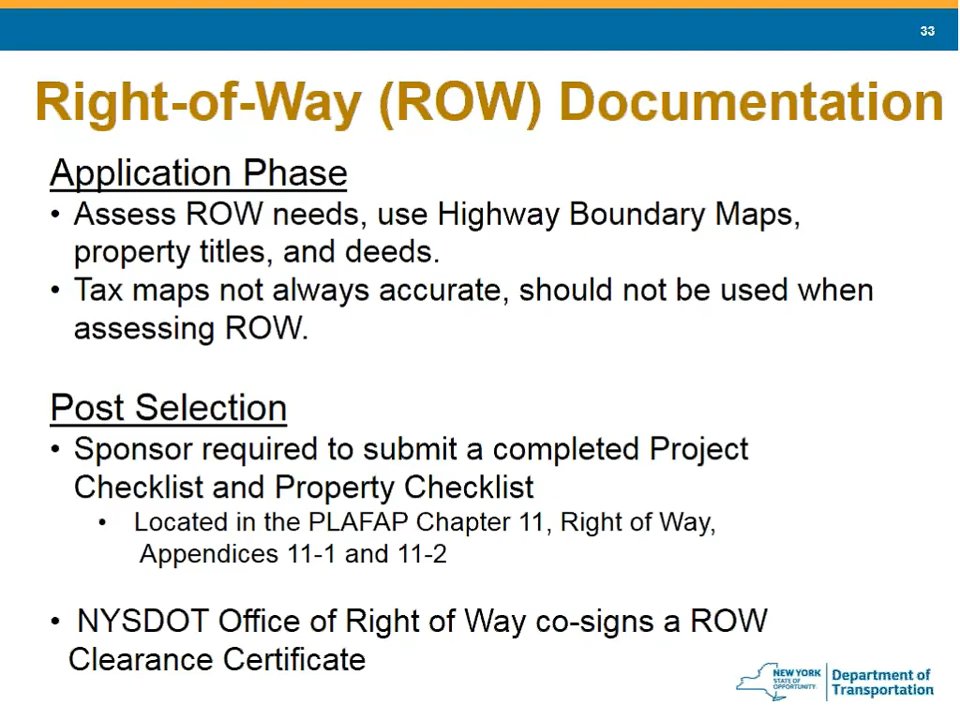 33
Right-of-Way (ROW) Documentation
Application Phase
• Assess ROW needs, use Highway Boundary Maps,
property titles, and deeds.
• Tax maps not always accurate, should not be used when
assessing ROW.
Post Selection
• Sponsor required to submit a completed Project
Checklist and Property Checklist
• Located in the PLAFAP Chapter 11, Right of Way,
Appendices 11-1 and 11-2
• NYSDOT Office of Right of Way co-signs a ROW
Clearance Certificate
NEW YORK
STATE OF
OPPORTUNITY.
Department of
Transportation